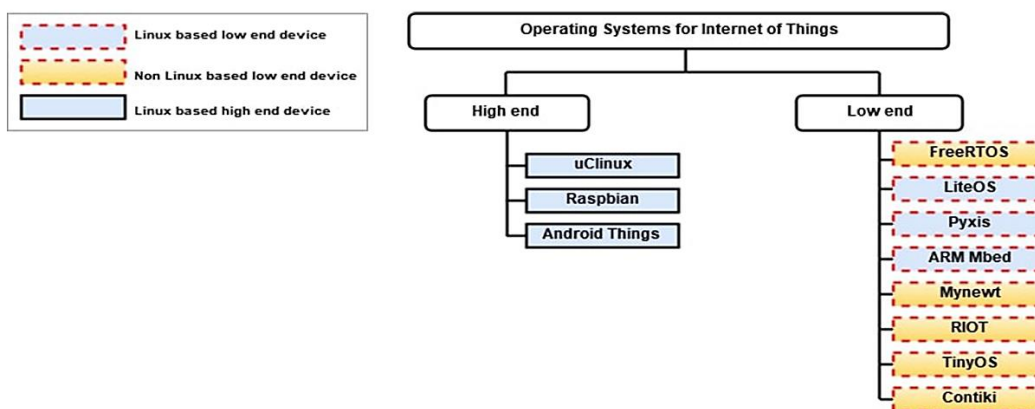 Linux based low end device
Non Linux based low end device
Linux based high end device
Operating Systems for Internet of Things
High end
Low end
uClinux
Raspbian
Android Things
FreeRTOS
LiteOS
Pyxis
ARM Mbed
Mynewt
RIOT
TinyOS
Contiki